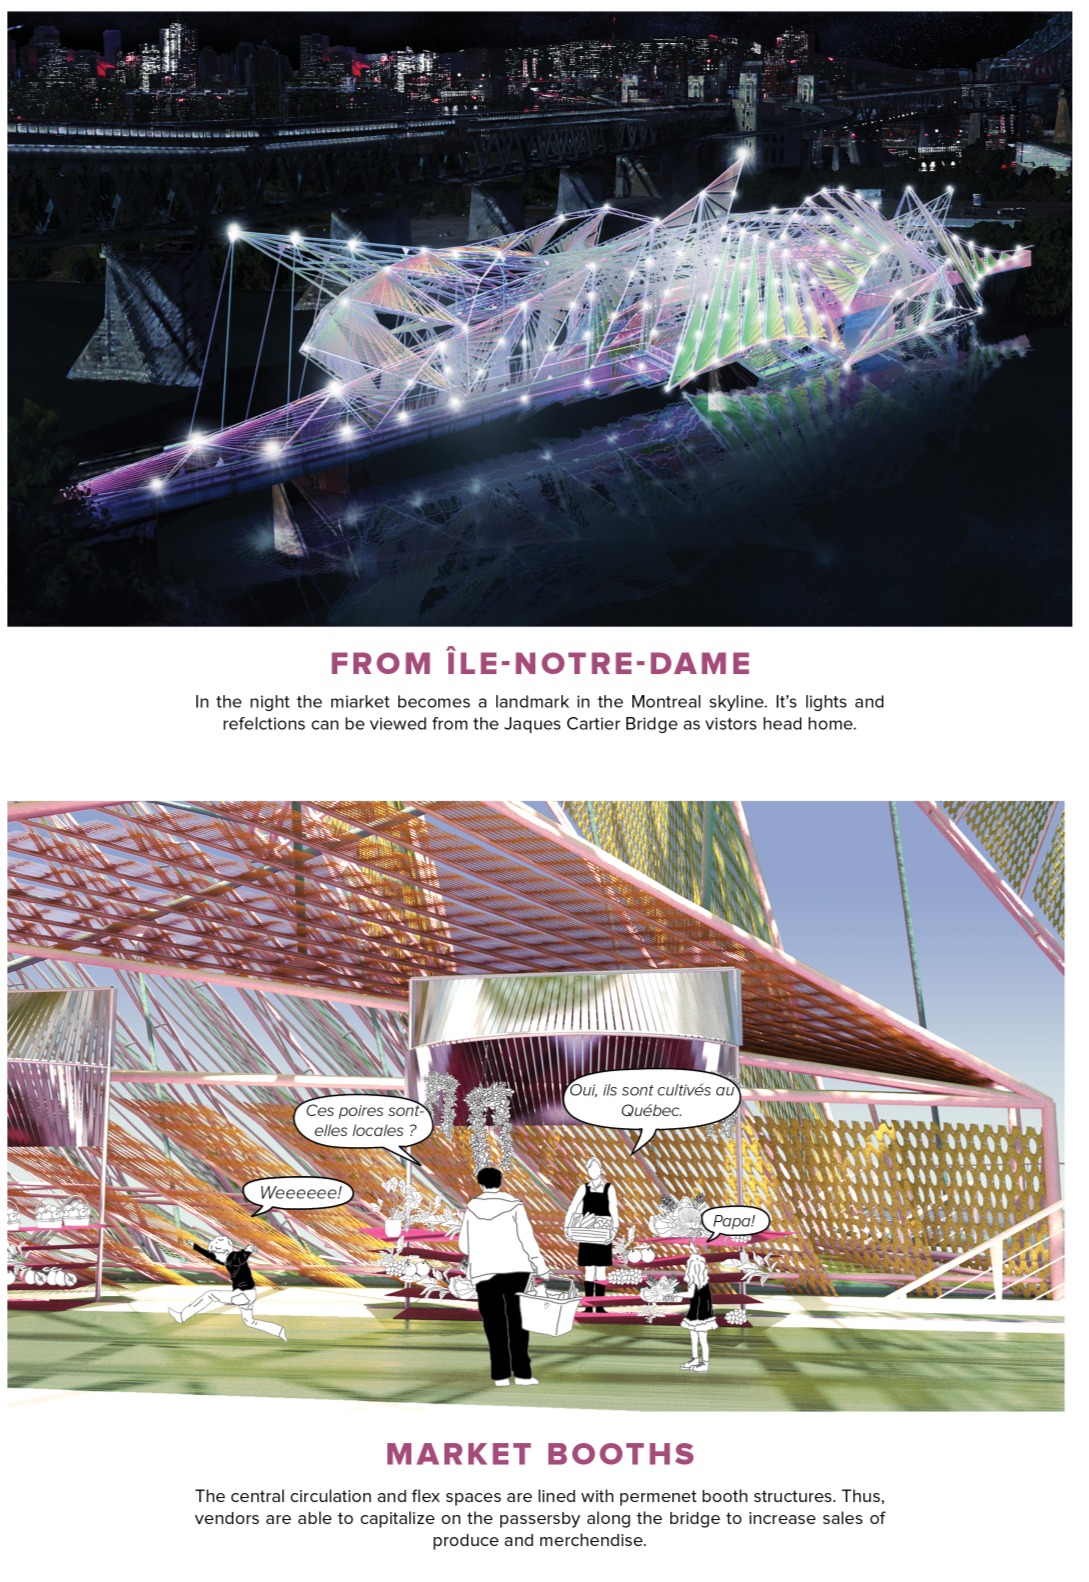 FROM ÎLE-NOTRE-DAME
In the night the miarket becomes a landmark in the Montreal skyline. It's lights and
refelctions can be viewed from the Jaques Cartier Bridge as vistors head home.
Ces poires sont-
elles locales ?
Oui, ils sont cultivés au
Québec.
Weeeeee!
Papa!
MARKET BOOTHS
The central circulation and flex spaces are lined with permenet booth structures. Thus,
vendors are able to capitalize on the passersby along the bridge to increase sales of
produce and merchendise.